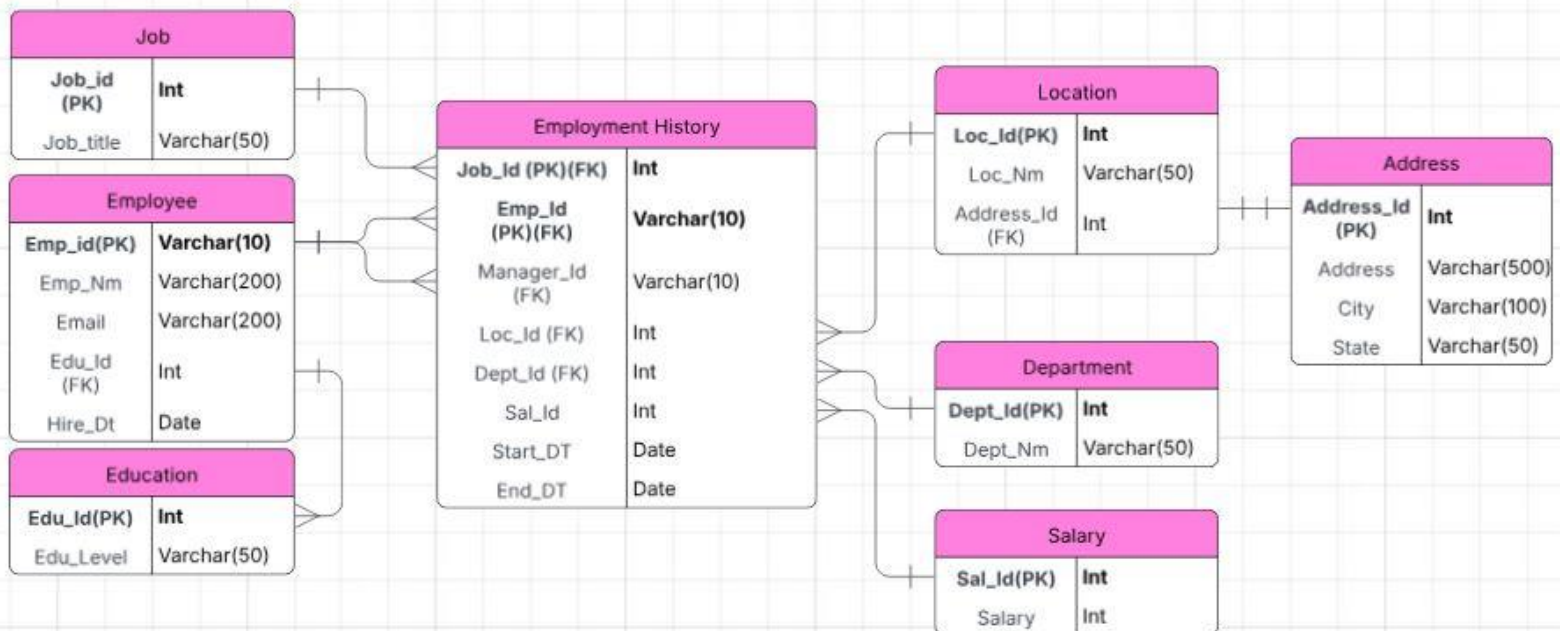 Job
Job_id
(PK)
Int
Job_title
Varchar(50)
Employee
Emp_id(PK)
Varchar(10)
Emp_Nm
Varchar(200)
Email
Varchar(200)
Edu_Id
(FK)
Int
Hire_Dt
Date
Education
Edu_Id(PK)
Int
Edu_Level
Varchar(50)
Employment History
Job_Id (PK)(FK)
Int
Emp_Id
(PK)(FK)
Varchar(10)
Manager_Id
(FK)
Varchar(10)
Loc_Id (FK)
Int
Dept_Id (FK)
Int
Sal_Id
Int
Start_DT
Date
End_DT
Date
Location
Loc_Id(PK)
Int
Loc_Nm
Varchar(50)
Address_Id
(FK)
Int
Department
Dept_Id(PK)
Int
Dept_Nm
Varchar(50)
Salary
Sal_Id(PK)
Int
Salary
Int
Address
Address_Id
(PK)
Int
Address
Varchar(500)
City
Varchar(100)
State
Varchar(50)